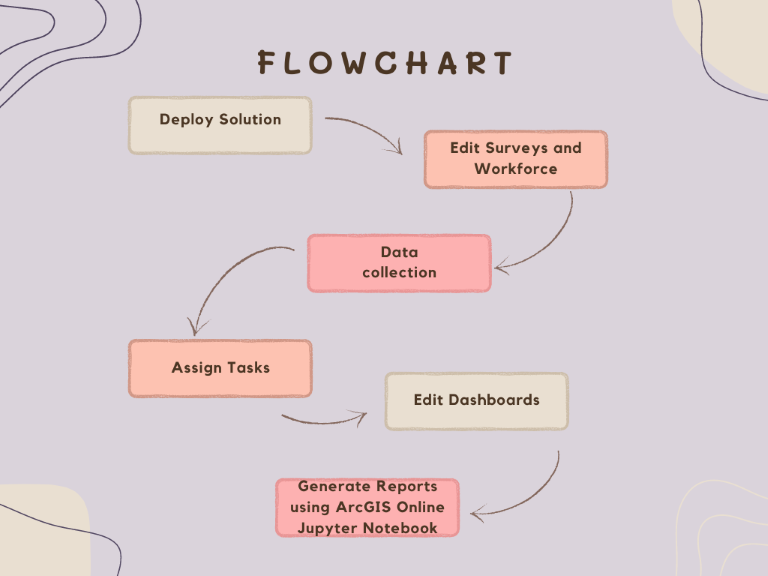 FLOWCHART
Deploy Solution
Edit Surveys and
Workforce
Data
collection
Assign Tasks
Edit Dashboards
Generate Reports
using ArcGIS Online
Jupyter Notebook